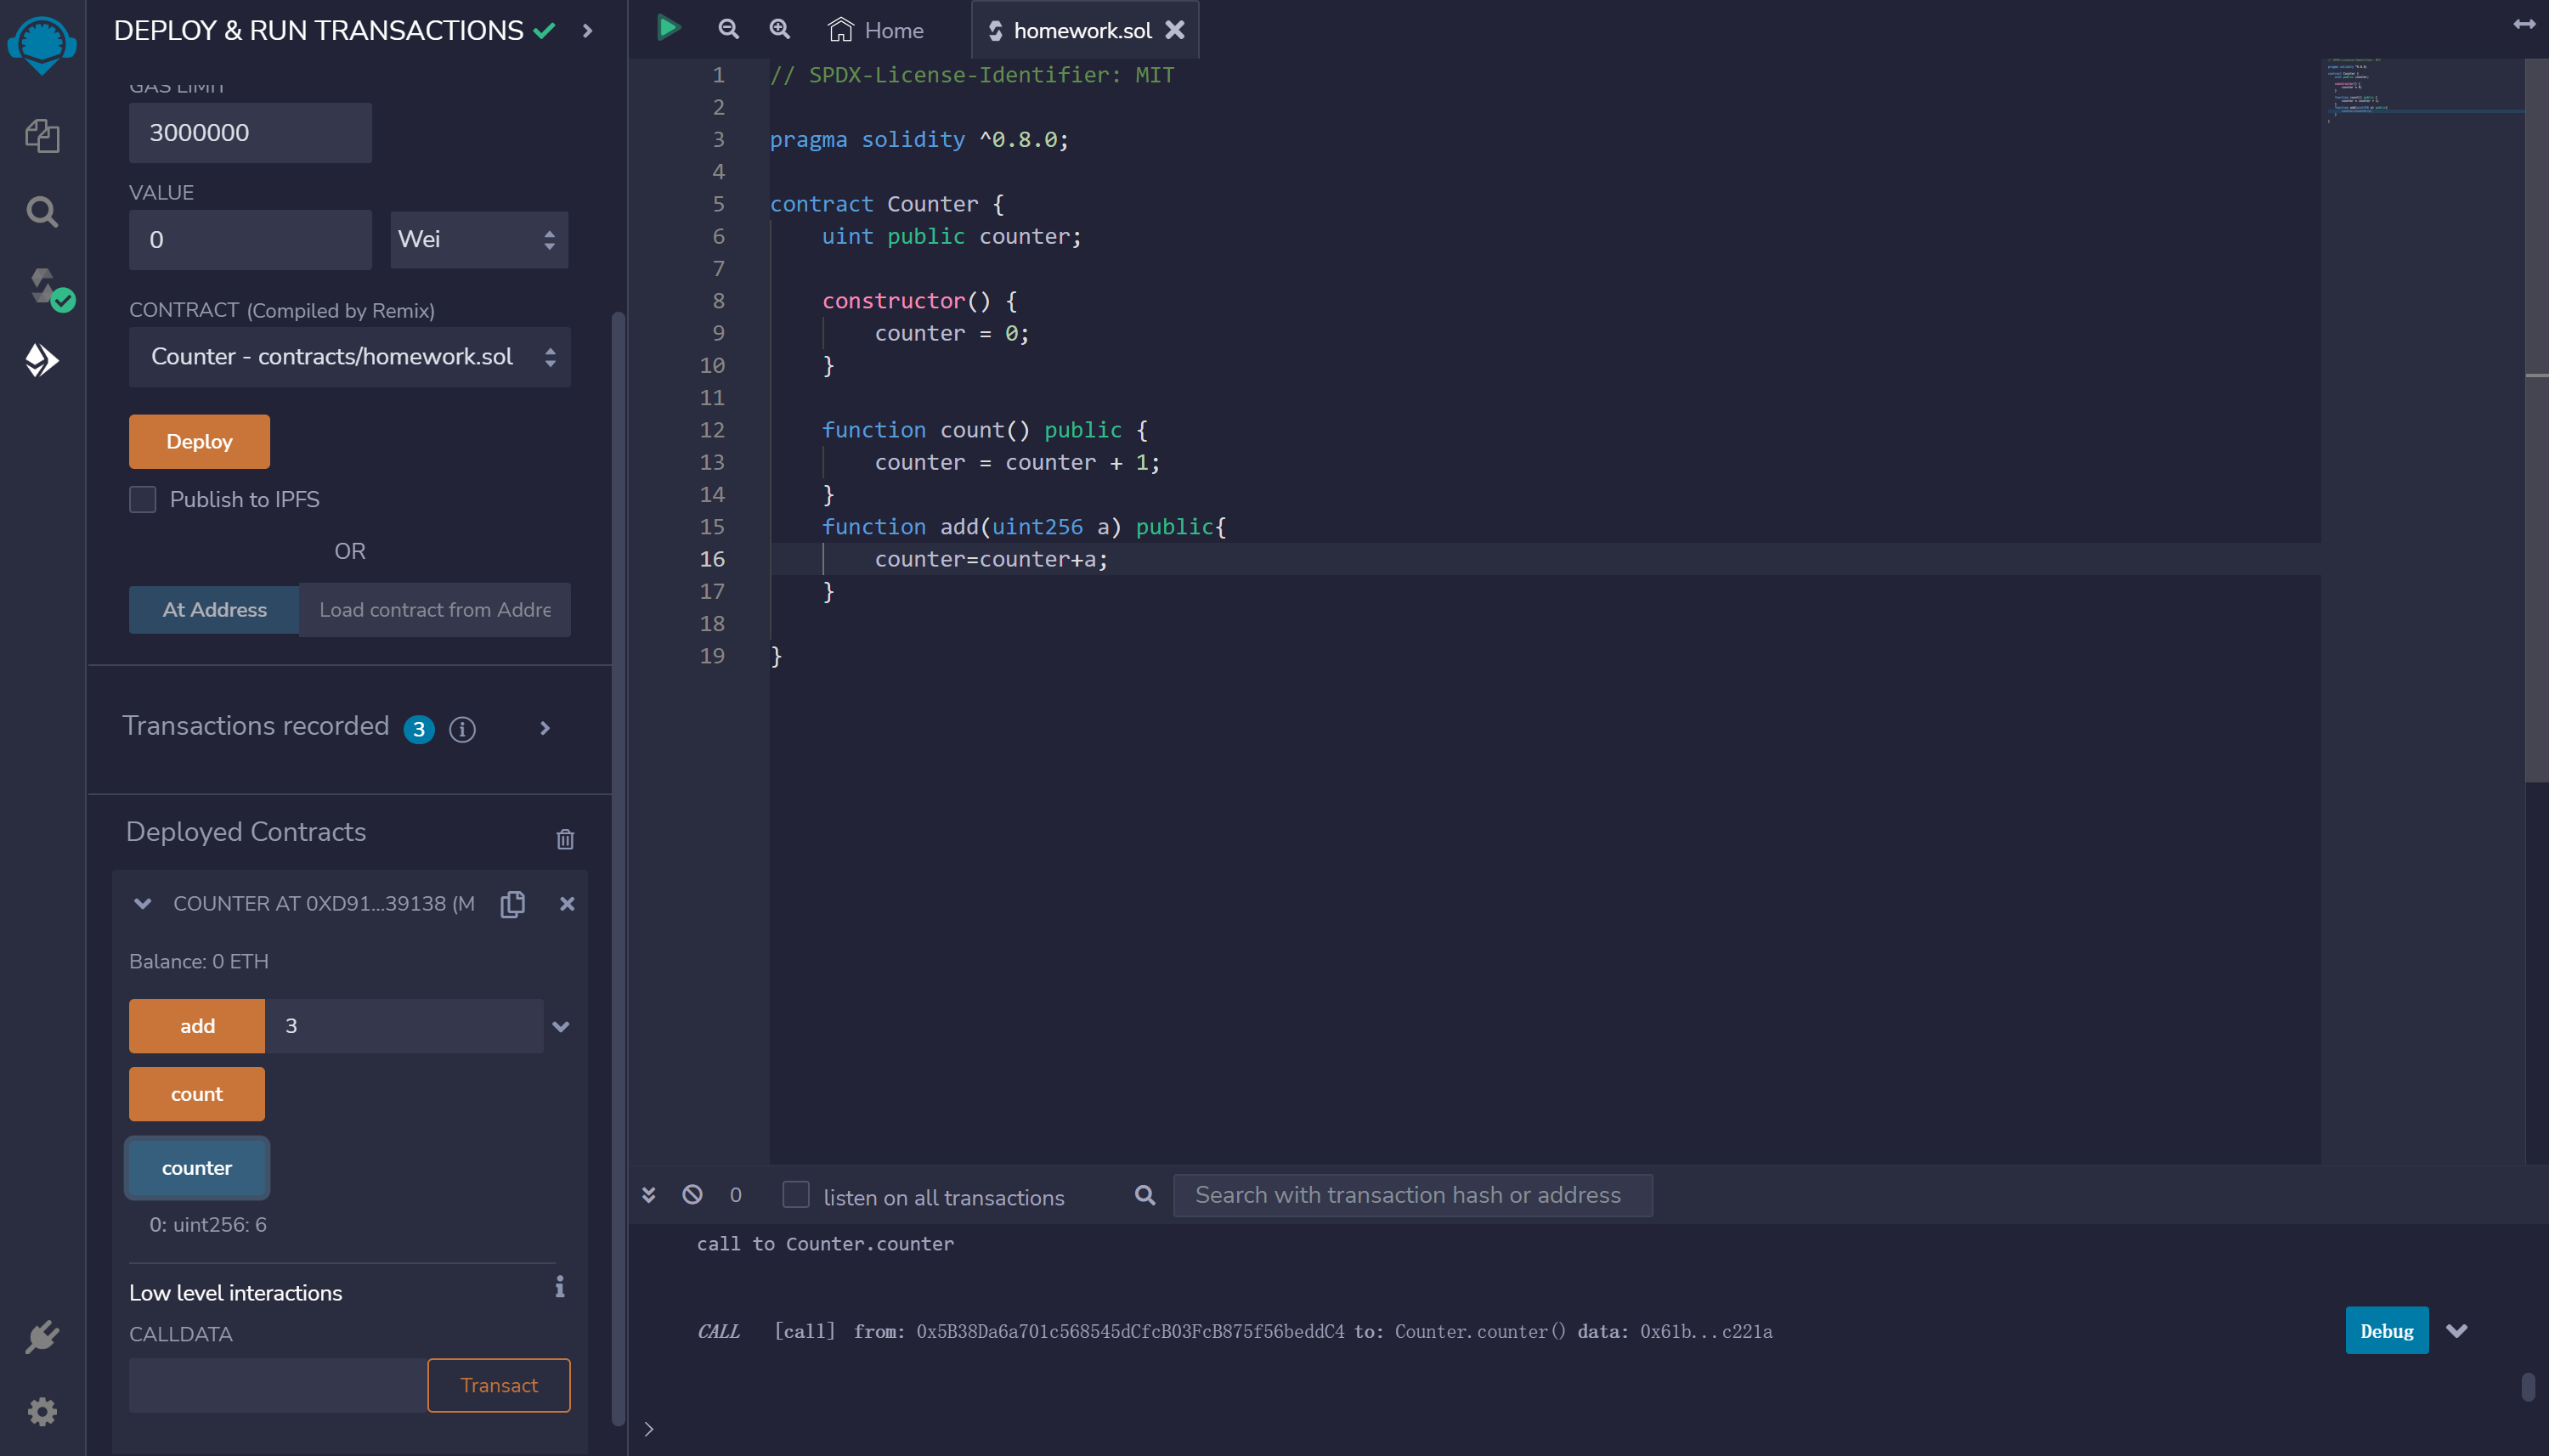 DEPLOY & RUN TRANSACTIONS
GAS LIMIT
3000000
VALUE
0
Wei
CONTRACT (Compiled by Remix)
Counter - contracts/homework.sol
Deploy
Publish to IPFS
OR
At Address
Load contract from Addre
Transactions recorded 3
Deployed Contracts
COUNTER AT 0XD91...39138 (M
Balance: 0 ETH
add
3
count
counter
0: uint256: 6
Low level interactions
CALLDATA
Transact
Home
homework.sol
1 // SPDX-License-Identifier: MIT
2
3 pragma solidity ^0.8.0;
4
5 contract Counter {
6 uint public counter;
7
8 constructor() {
9 counter = 0;
10 }
11
12 function count() public {
13 counter = counter + 1;
14 }
15 function add(uint256 a) public{
16 counter=counter+a;
17 }
18
19 }
0
listen on all transactions
Search with transaction hash or address
call to Counter.counter
CALL [call] from: 0x5B38Da6a701c568545dCfcB03FcB875f56beddC4 to: Counter.counter() data: 0x61b...c221a
Debug
>